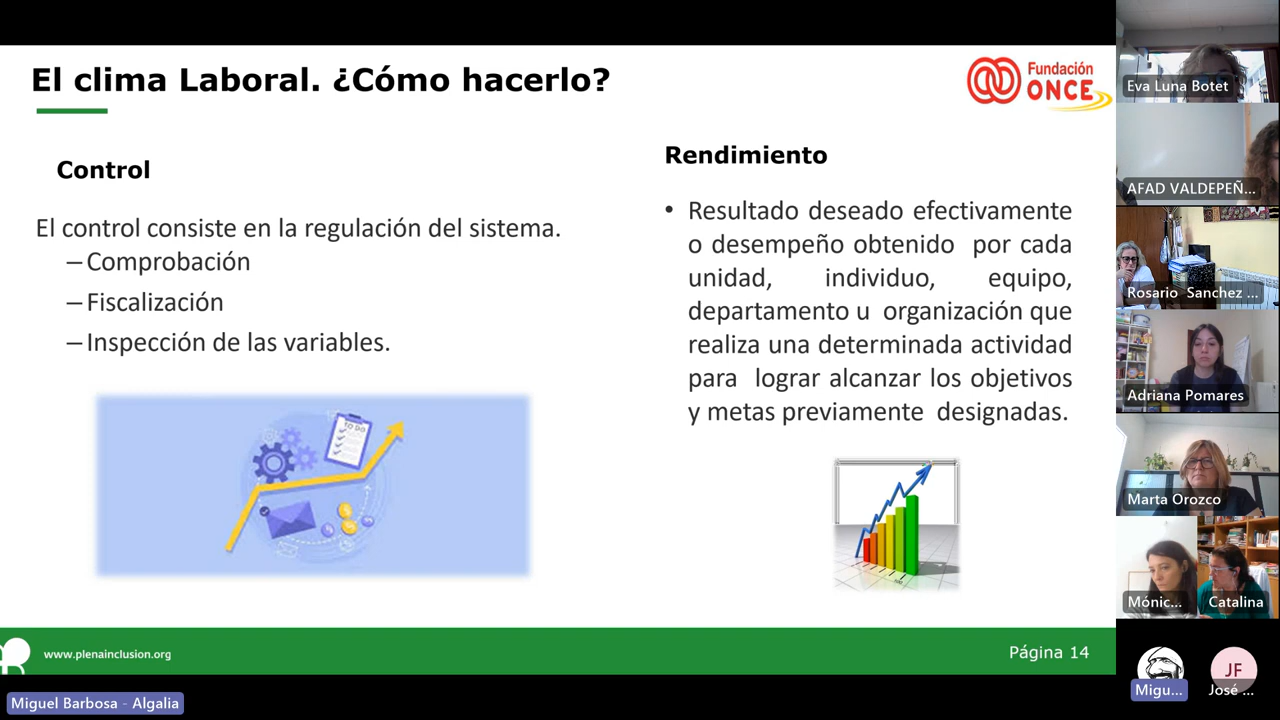 El clima Laboral. ¿Cómo hacerlo?
Fundación
ONCE
Control
El control consiste en la regulación del sistema.
–Comprobación
–Fiscalización
–Inspección de las variables.
TO DO
Rendimiento
• Resultado deseado efectivamente
o desempeño obtenido por cada
unidad, individuo, equipo,
departamento u organización que
realiza una determinada actividad
para lograr alcanzar los objetivos
y metas previamente designadas.
www.plenainclusion.org
Página 14
Miguel Barbosa - Algalia
Eva Luna Botet
AFAD VALDEPEÑ...
Rosario Sanchez ...
Adriana Pomares
Marta Orozco
Mónic...
Catalina
Migu...
JF
José ...